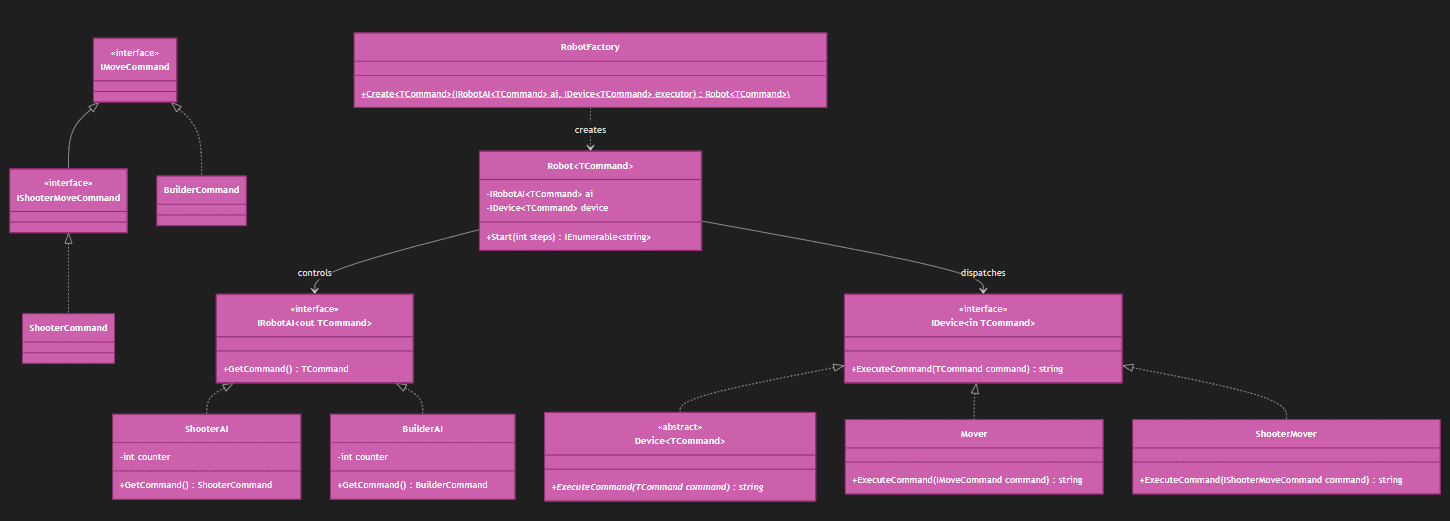 «interface»
IMoveCommand
RobotFactory
+Create<TCommand>(IRobotAI<TCommand> ai, IDevice<TCommand> executor) : Robot<TCommand>\
creates
«interface»
IShooterMoveCommand
BuilderCommand
Robot<TCommand>
-IRobotAI<TCommand> ai
-IDevice<TCommand> device
+Start(int steps) : IEnumerable<string>
controls
dispatches
ShooterCommand
«interface»
IRobotAI<out TCommand>
+GetCommand() : TCommand
«interface»
IDevice<in TCommand>
+ExecuteCommand(TCommand command) : string
ShooterAI
-int counter
+GetCommand() : ShooterCommand
BuilderAI
-int counter
+GetCommand() : BuilderCommand
«abstract»
Device<TCommand>
+ExecuteCommand(TCommand command) : string
Mover
+ExecuteCommand(IMoveCommand command) : string
ShooterMover
+ExecuteCommand(IShooterMoveCommand command) : string